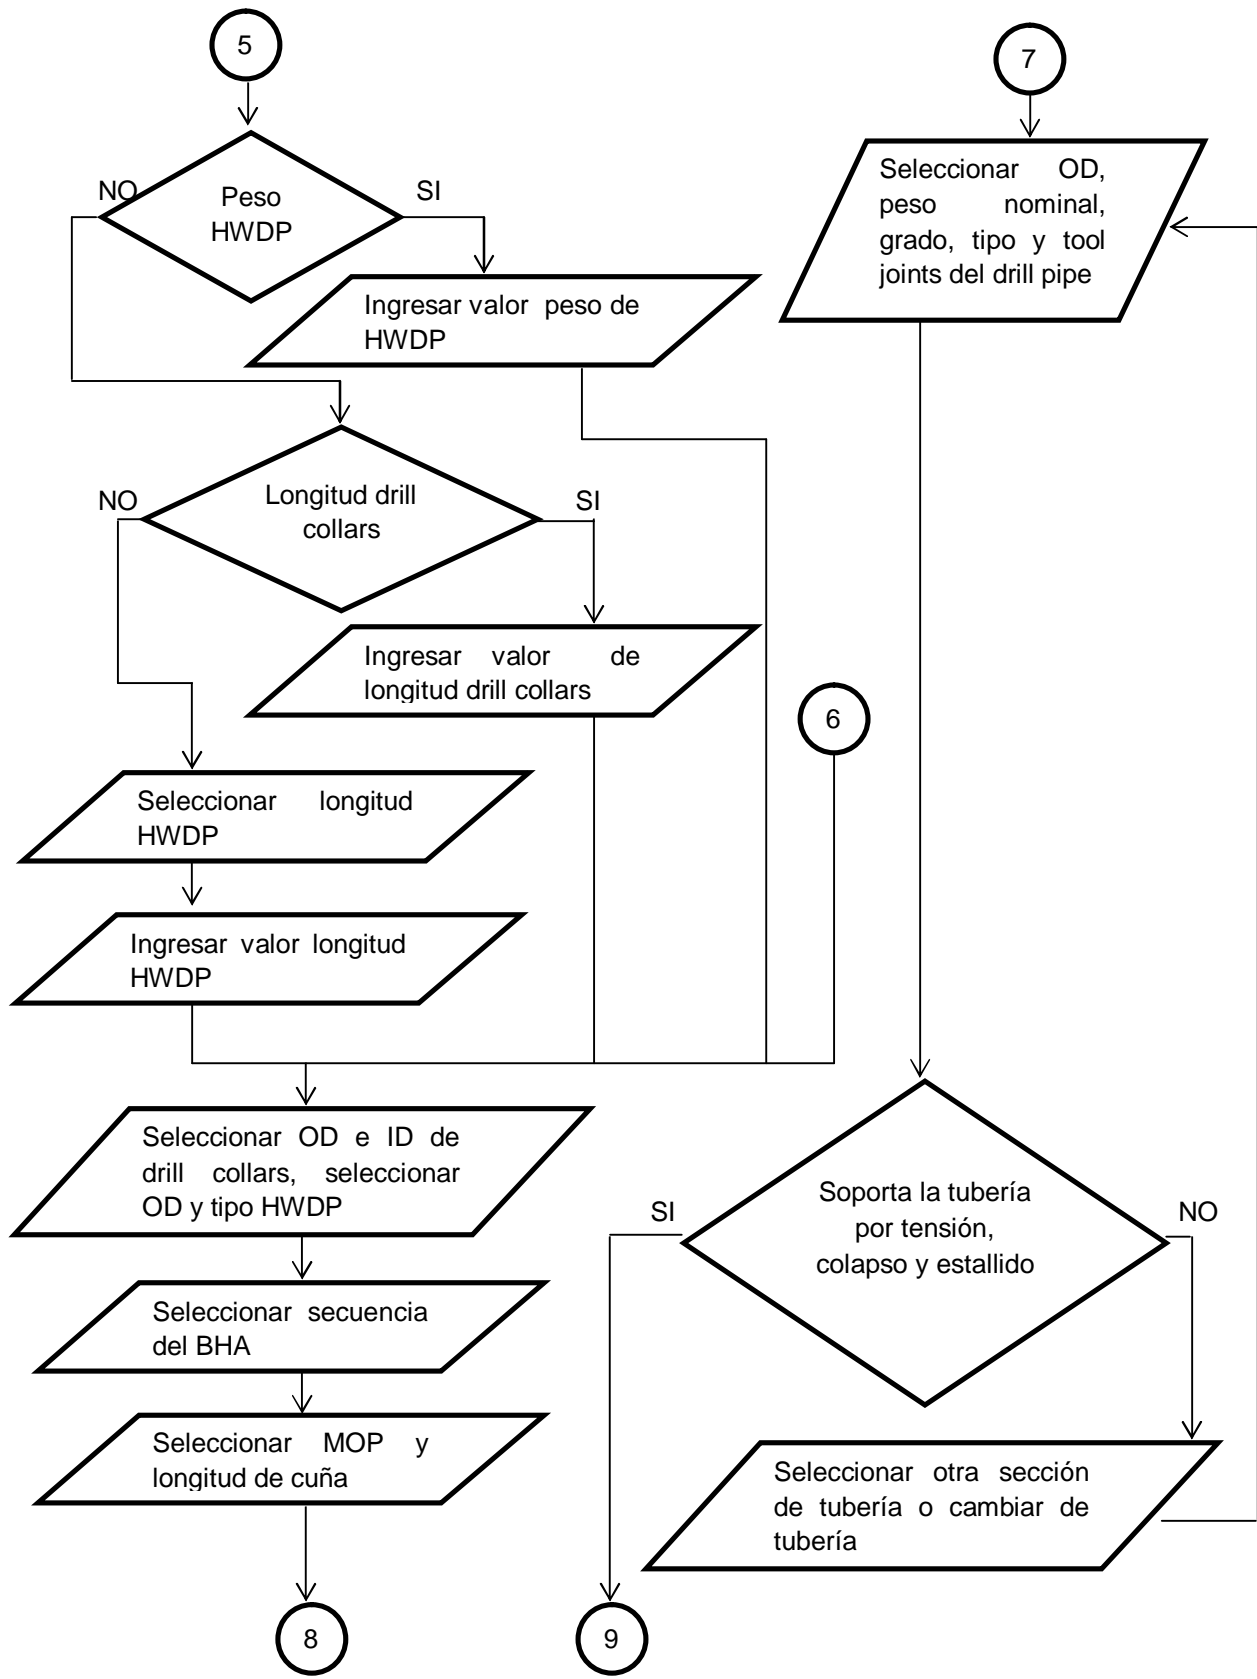 5
NO
SI
Peso
HWDP
Ingresar valor peso de
HWDP
NO
SI
Longitud drill
collars
Ingresar valor de
longitud drill collars
Seleccionar longitud
HWDP
Ingresar valor longitud
HWDP
6
Seleccionar OD e ID de
drill collars, seleccionar
OD y tipo HWDP
Seleccionar secuencia
del BHA
Seleccionar MOP y
longitud de cuña
8
7
Seleccionar OD,
peso nominal,
grado, tipo y tool
joints del drill pipe
SI
NO
Soporta la tubería
por tensión,
colapso y estallido
Seleccionar otra sección
de tubería o cambiar de
tubería
9